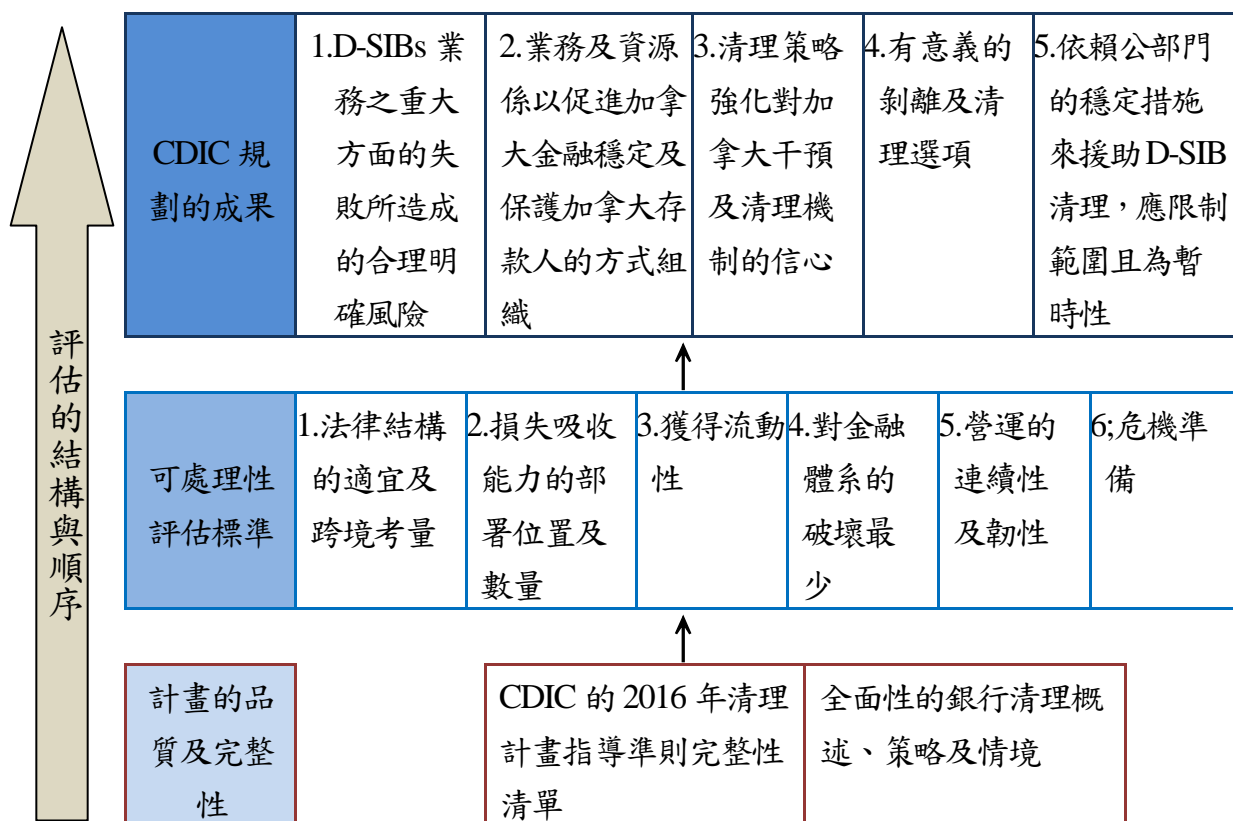 評估的結構與順序
CDIC 規
劃的成果
1.D-SIBs 業
務之重大
方面的失
敗所造成
的合理明
確風險
2.業務及資源
係以促進加拿
大金融穩定及
保護加拿大存
款人的方式組
織
3.清理策略
強化對加
拿大干預
及清理機
制的信心
4.有意義的
剝離及清
理選項
5.依賴公部門
的穩定措施
來援助 D-SIB
清理，應限制
範圍且為暫
時性
可處理性
評估標準
1.法律結構
的適宜及
跨境考量
2.損失吸收
能力的部
署位置及
數量
3.獲得流動
性
4.對金融
體系的
破壞最
少
5.營運的
連續性
及韌性
6;危機準
備
計畫的品
質及完整
性
CDIC 的 2016 年清理
計畫指導準則完整性
清單
全面性的銀行清理概
述、策略及情境